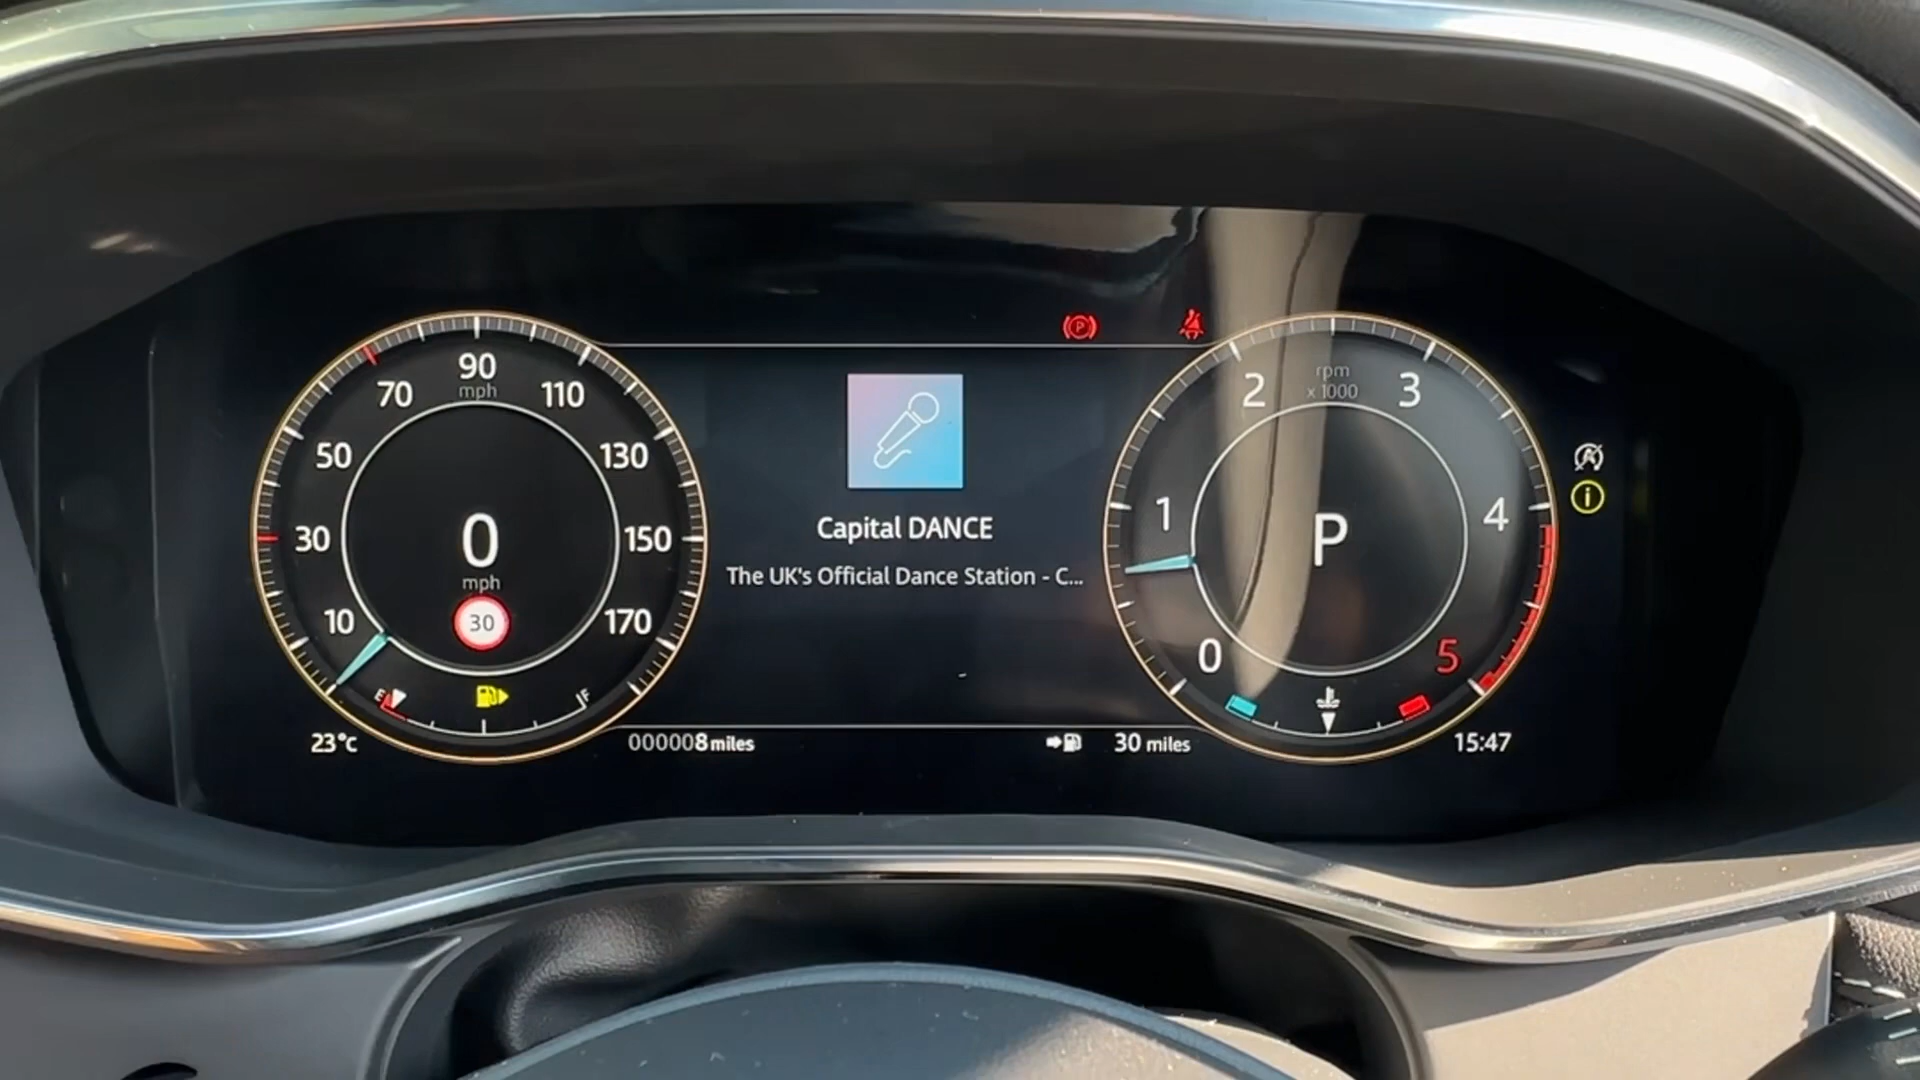 90
mph
70
110
50
130
30
150
10
170
0
mph
30
E
F
23°c
000008 miles
P
Capital DANCE
The UK's Official Dance Station - C...
30 miles
rpm
x 1000
2
3
1
4
0
5
P
A
i
15:47